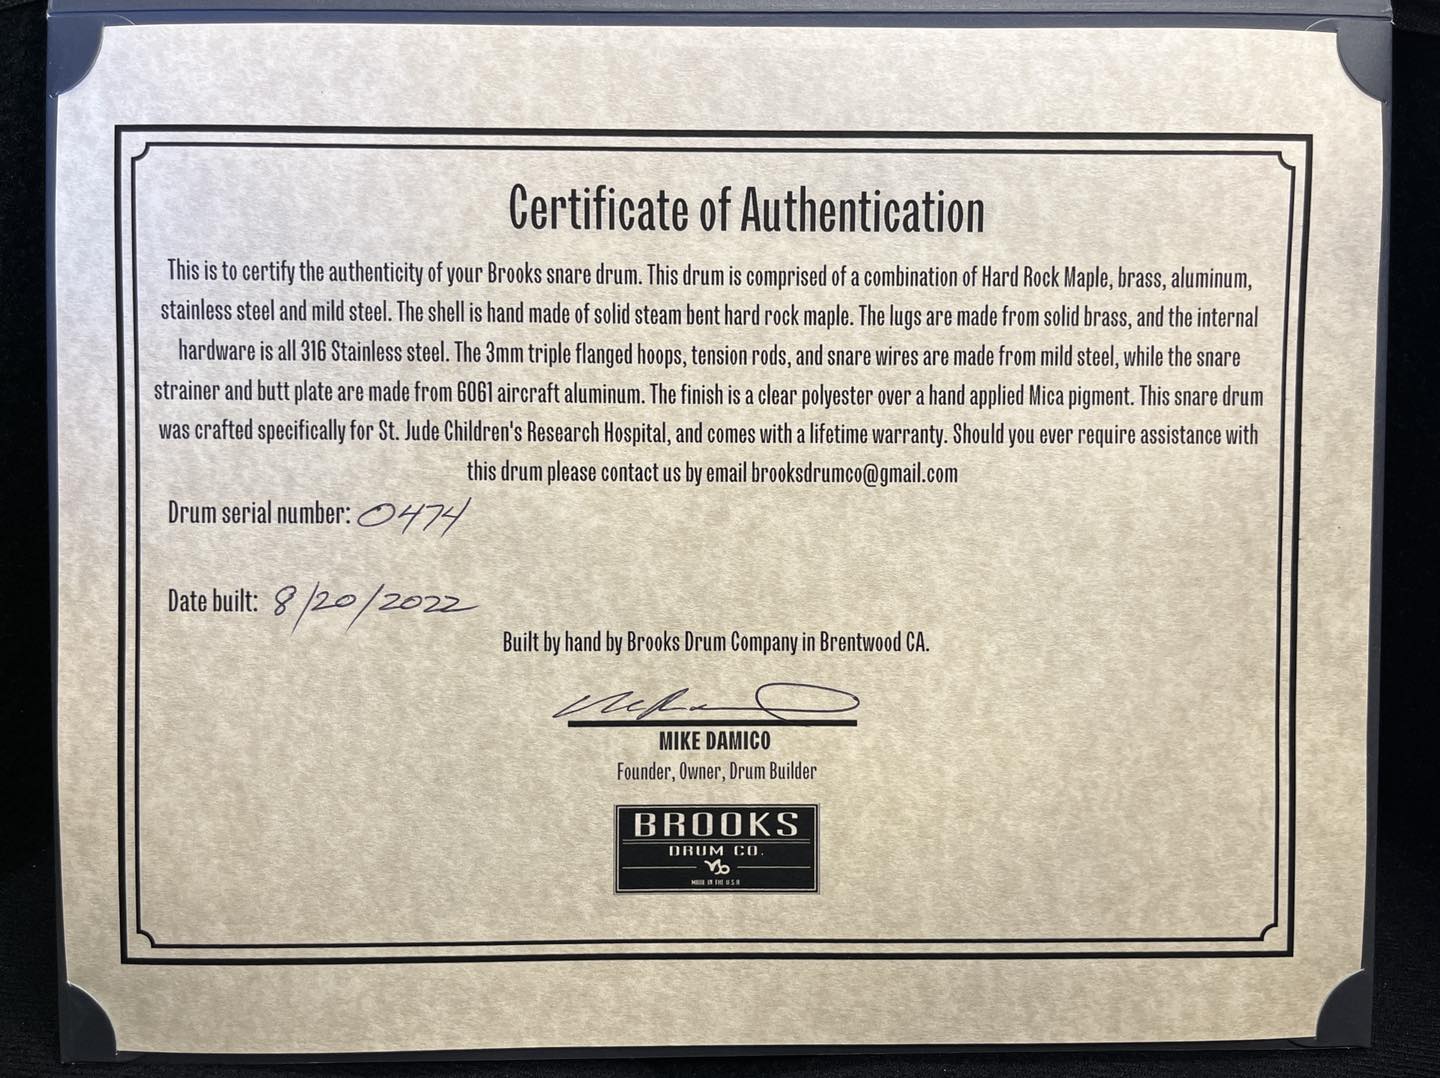 Certificate of Authentication
This is to certify the authenticity of your Brooks snare drum. This drum is comprised of a combination of Hard Rock Maple, brass, aluminum,
stainless steel and mild steel. The shell is hand made of solid steam bent hard rock maple. The lugs are made from solid brass, and the internal
hardware is all 316 Stainless steel. The 3mm triple flanged hoops, tension rods, and snare wires are made from mild steel, while the snare
strainer and butt plate are made from 6061 aircraft aluminum. The finish is a clear polyester over a hand applied Mica pigment. This snare drum
was crafted specifically for St. Jude Children's Research Hospital, and comes with a lifetime warranty. Should you ever require assistance with
this drum please contact us by email brooksdrumco@gmail.com
Drum serial number: 0474
Date built: 8/20/2022
Built by hand by Brooks Drum Company in Brentwood CA.
MIKE DAMICO
Founder, Owner, Drum Builder
BROOKS
DRUM CO.
MADE IN THE U.S.A